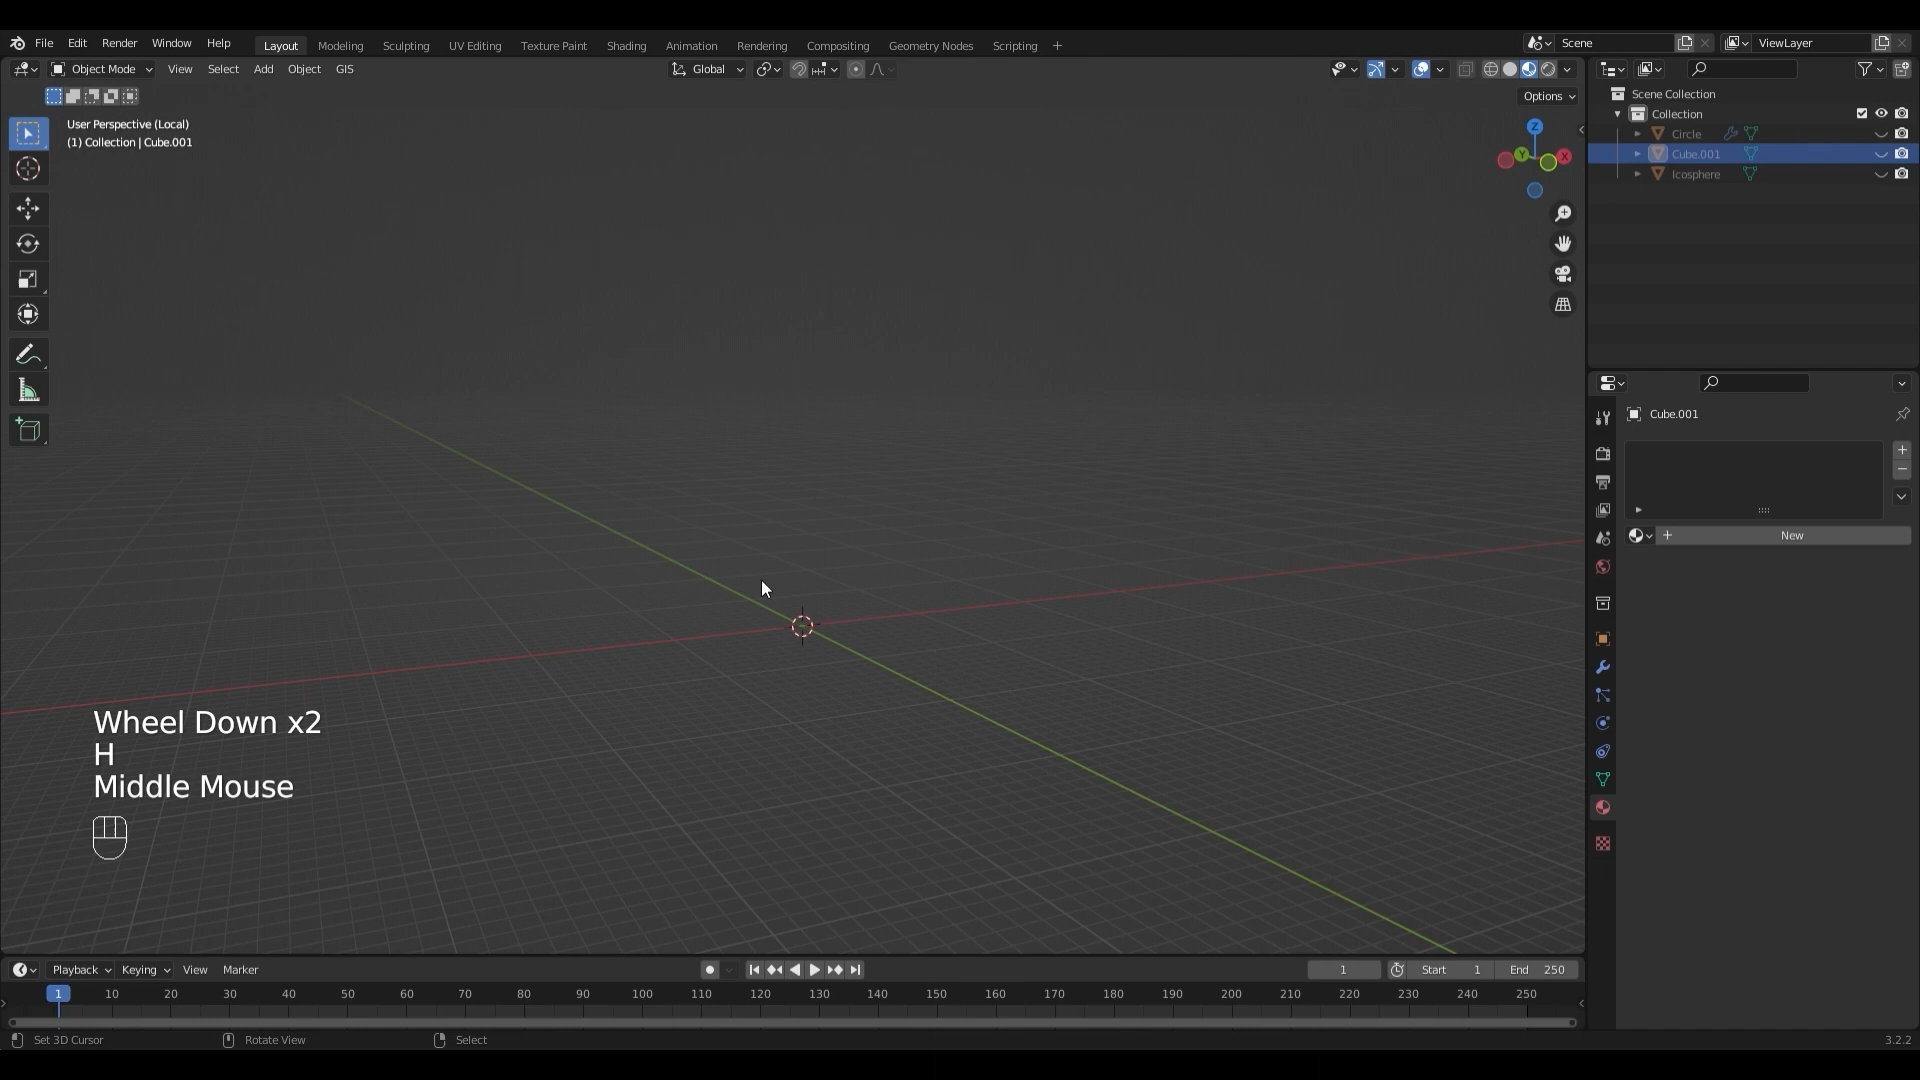 File Edit Render Window Help Layout Modeling Sculpting UV Editing Texture Paint Shading Animation Rendering Compositing Geometry Nodes Scripting + Scene ViewLayer
Object Mode View Select Add Object GIS Global
Options
User Perspective (Local)
(1) Collection | Cube.001
Z
Y
X
Scene Collection
Collection
Circle
Cube.001
Icosphere
Cube.001
New
Wheel Down x2
H
Middle Mouse
Playback Keying View Marker 1 Start 1 End 250
1 10 20 30 40 50 60 70 80 90 100 110 120 130 140 150 160 170 180 190 200 210 220 230 240 250
Set 3D Cursor Rotate View Select 3.2.2